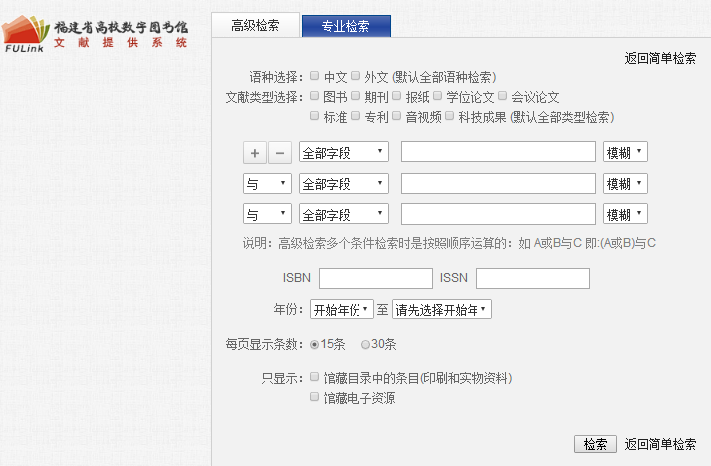 福建省高校数字图书馆
FULink 文献提供系统
高级检索 专业检索
返回简单检索
语种选择： 中文 外文 (默认全部语种检索)
文献类型选择： 图书 期刊 报纸 学位论文 会议论文
标准 专利 音视频 科技成果 (默认全部类型检索)
+ − 全部字段 模糊
与 全部字段 模糊
与 全部字段 模糊
说明：高级检索多个条件检索时是按照顺序运算的：如 A或B与C 即:(A或B)与C
ISBN ISSN
年份： 开始年份 至 请先选择开始年
每页显示条数： 15条 30条
只显示： 馆藏目录中的条目(印刷和实物资料)
馆藏电子资源
检索 返回简单检索